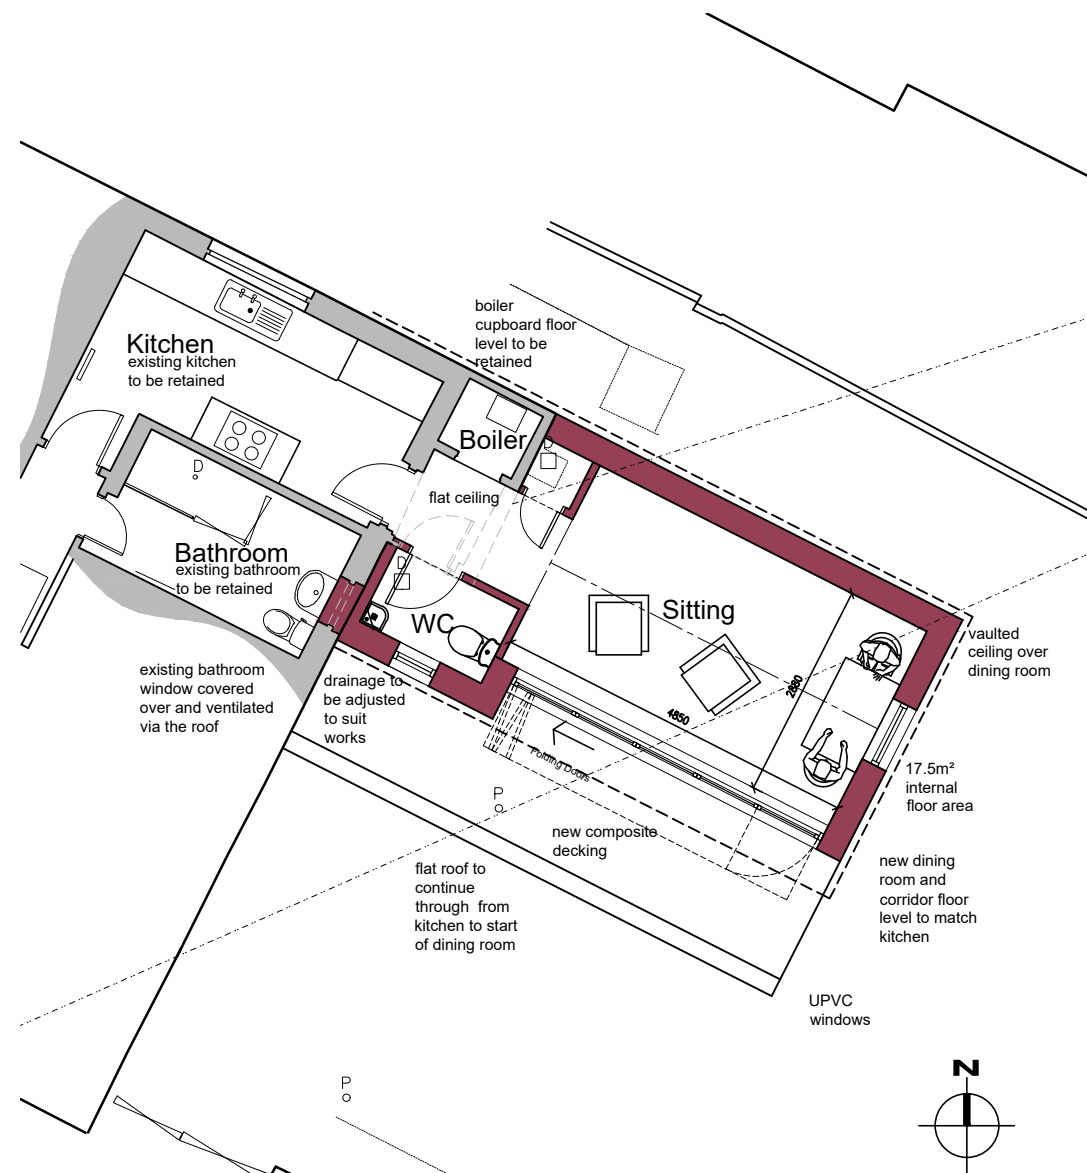 boiler
cupboard floor
level to be
retained
Kitchen
existing kitchen
to be retained
Boiler
D
D
flat ceiling
Bathroom
existing bathroom
to be retained
D
WC
Sitting
vaulted
ceiling over
dining room
2880
4850
existing bathroom
window covered
over and ventilated
via the roof
drainage to
be adjusted
to suit
works
Folding Doors
17.5m²
internal
floor area
P
new composite
decking
flat roof to
continue
through from
kitchen to start
of dining room
new dining
room and
corridor floor
level to match
kitchen
UPVC
windows
N
P